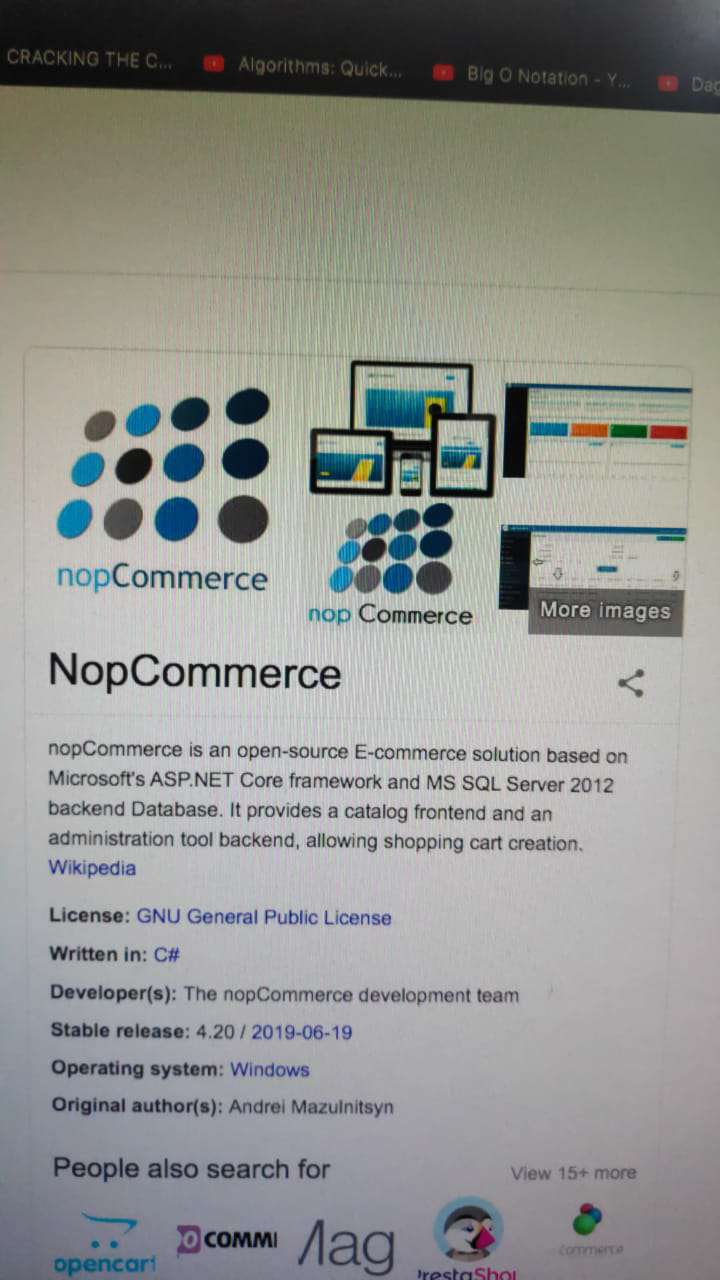 CRACKING THE C...
Algorithms: Quick...
Big O Notation - Y...
Dag
nopCommerce
nop Commerce
More images
NopCommerce
nopCommerce is an open-source E-commerce solution based on
Microsoft's ASP.NET Core framework and MS SQL Server 2012
backend Database. It provides a catalog frontend and an
administration tool backend, allowing shopping cart creation.
Wikipedia
License: GNU General Public License
Written in: C#
Developer(s): The nopCommerce development team
Stable release: 4.20 / 2019-06-19
Operating system: Windows
Original author(s): Andrei Mazulnitsyn
People also search for
View 15+ more
opencart
OCOMM
Mag
PrestaShop
commerce